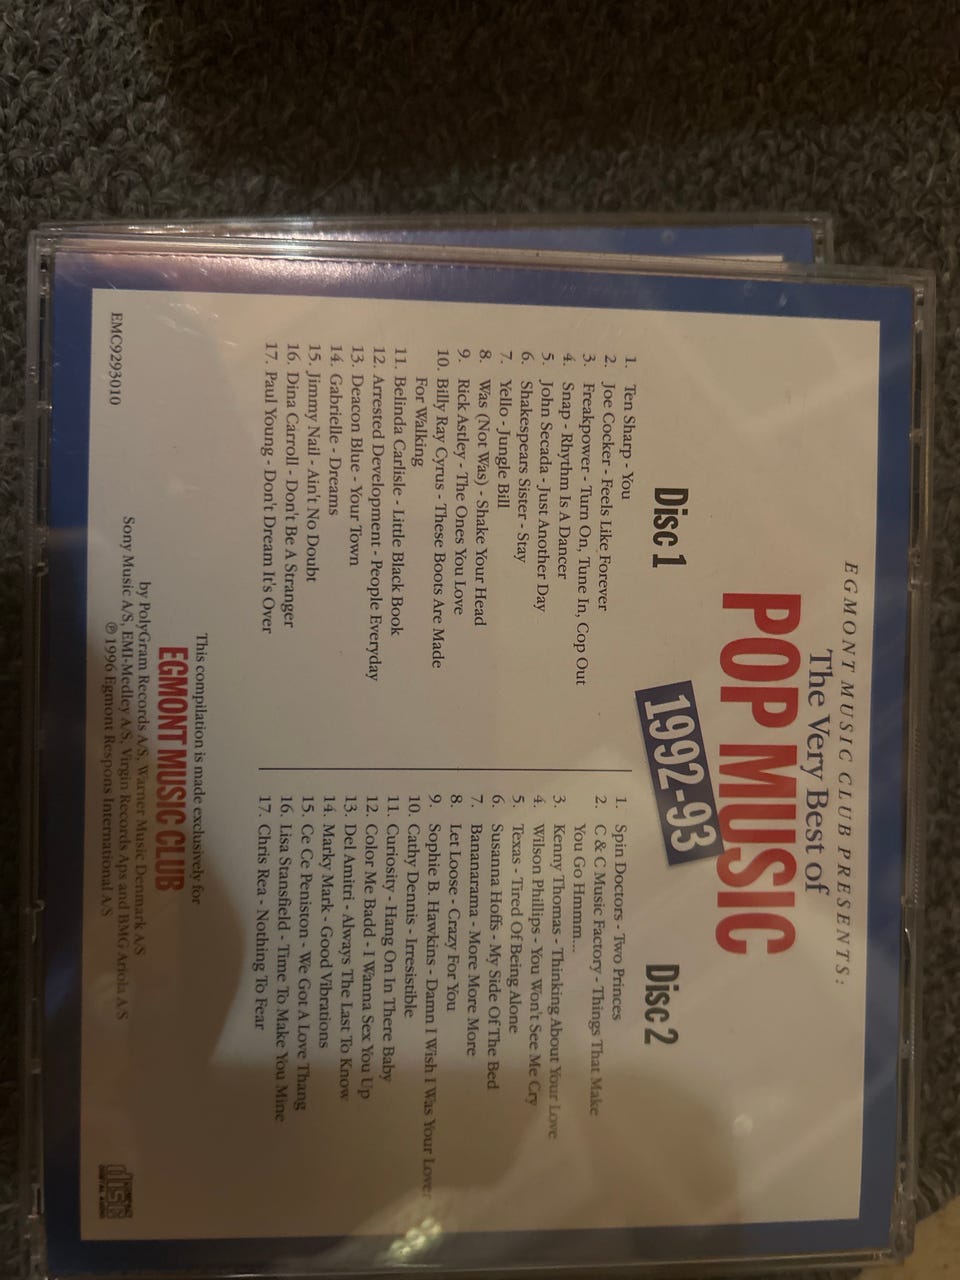 EGMONT MUSIC CLUB PRESENTS:
The Very Best of
POP MUSIC
1992-93
Disc 1
1. Ten Sharp - You
2. Joe Cocker - Feels Like Forever
3. Freakpower - Turn On, Tune In, Cop Out
4. Snap - Rhythm Is A Dancer
5. John Secada - Just Another Day
6. Shakespears Sister - Stay
7. Yello - Jungle Bill
8. Was (Not Was) - Shake Your Head
9. Rick Astley - The Ones You Love
10. Billy Ray Cyrus - These Boots Are Made
For Walking
11. Belinda Carlisle - Little Black Book
12. Arrested Development - People Everyday
13. Deacon Blue - Your Town
14. Gabrielle - Dreams
15. Jimmy Nail - Ain't No Doubt
16. Dina Carroll - Don't Be A Stranger
17. Paul Young - Don't Dream It's Over
Disc 2
1. Spin Doctors - Two Princes
2. C & C Music Factory - Things That Make
You Go Hmmm...
3. Kenny Thomas - Thinking About Your Love
4. Wilson Phillips - You Won't See Me Cry
5. Texas - Tired Of Being Alone
6. Susanna Hoffs - My Side Of The Bed
7. Bananarama - More More More
8. Let Loose - Crazy For You
9. Sophie B. Hawkins - Damn I Wish I Was Your Lover
10. Cathy Dennis - Irresistible
11. Curiosity - Hang On In There Baby
12. Color Me Badd - I Wanna Sex You Up
13. Del Amitri - Always The Last To Know
14. Marky Mark - Good Vibrations
15. Ce Ce Peniston - We Got A Love Thang
16. Lisa Stansfield - Time To Make You Mine
17. Chris Rea - Nothing To Fear
This compilation is made exclusively for
EGMONT MUSIC CLUB
by PolyGram Records A/S, Warner Music Denmark A/S
Sony Music A/S, EMI-Medley A/S, Virgin Records Aps and BMG Ariola A/S
℗ 1996 Egmont Respons International A/S
EMC9293010
disc
DIGITAL AUDIO